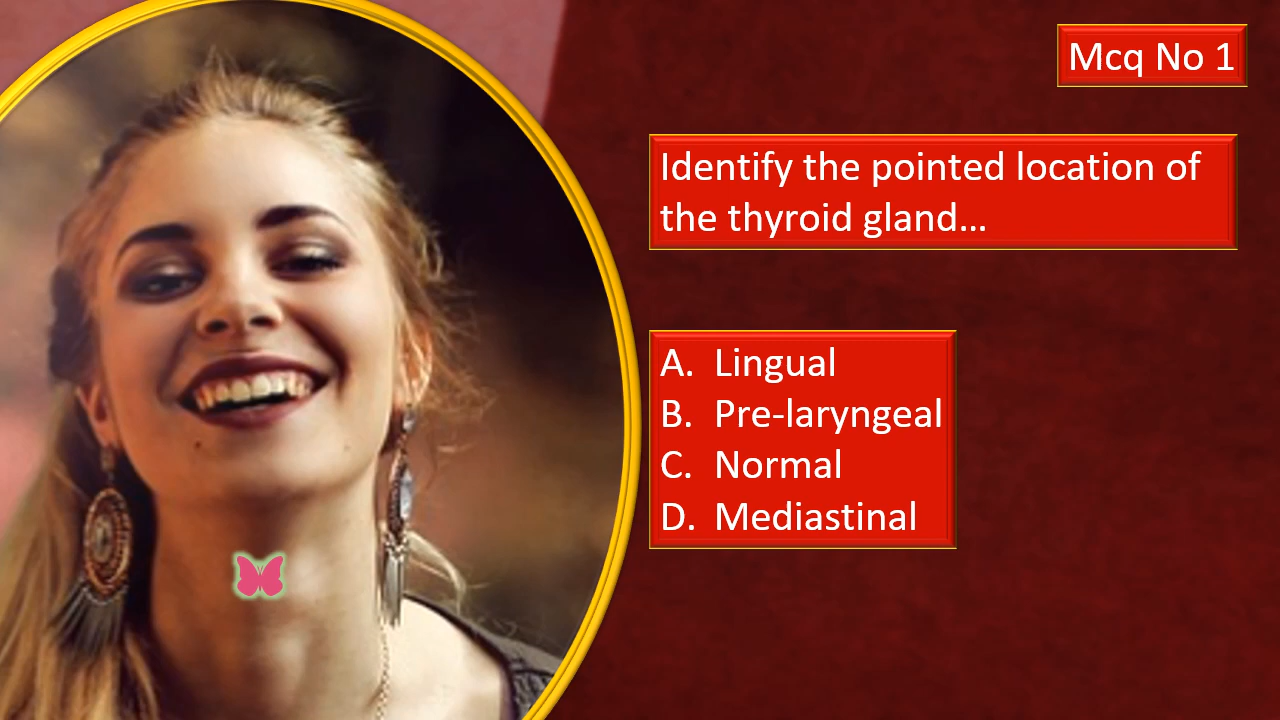 Mcq No 1
Identify the pointed location of
the thyroid gland…
A. Lingual
B. Pre-laryngeal
C. Normal
D. Mediastinal